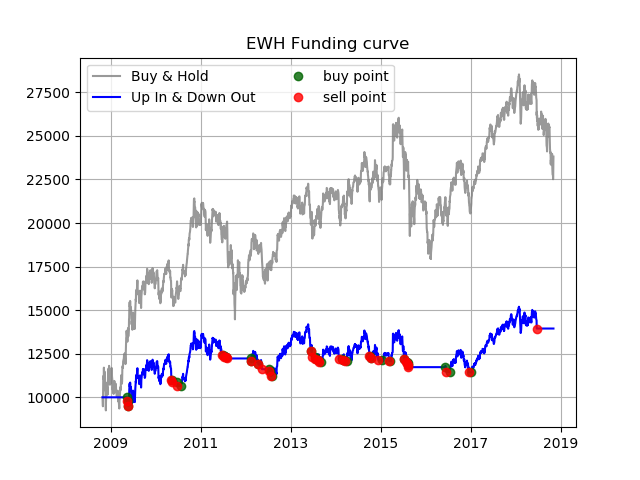 EWH Funding curve
Buy & Hold
Up In & Down Out
buy point
sell point
27500
25000
22500
20000
17500
15000
12500
10000
2009
2011
2013
2015
2017
2019